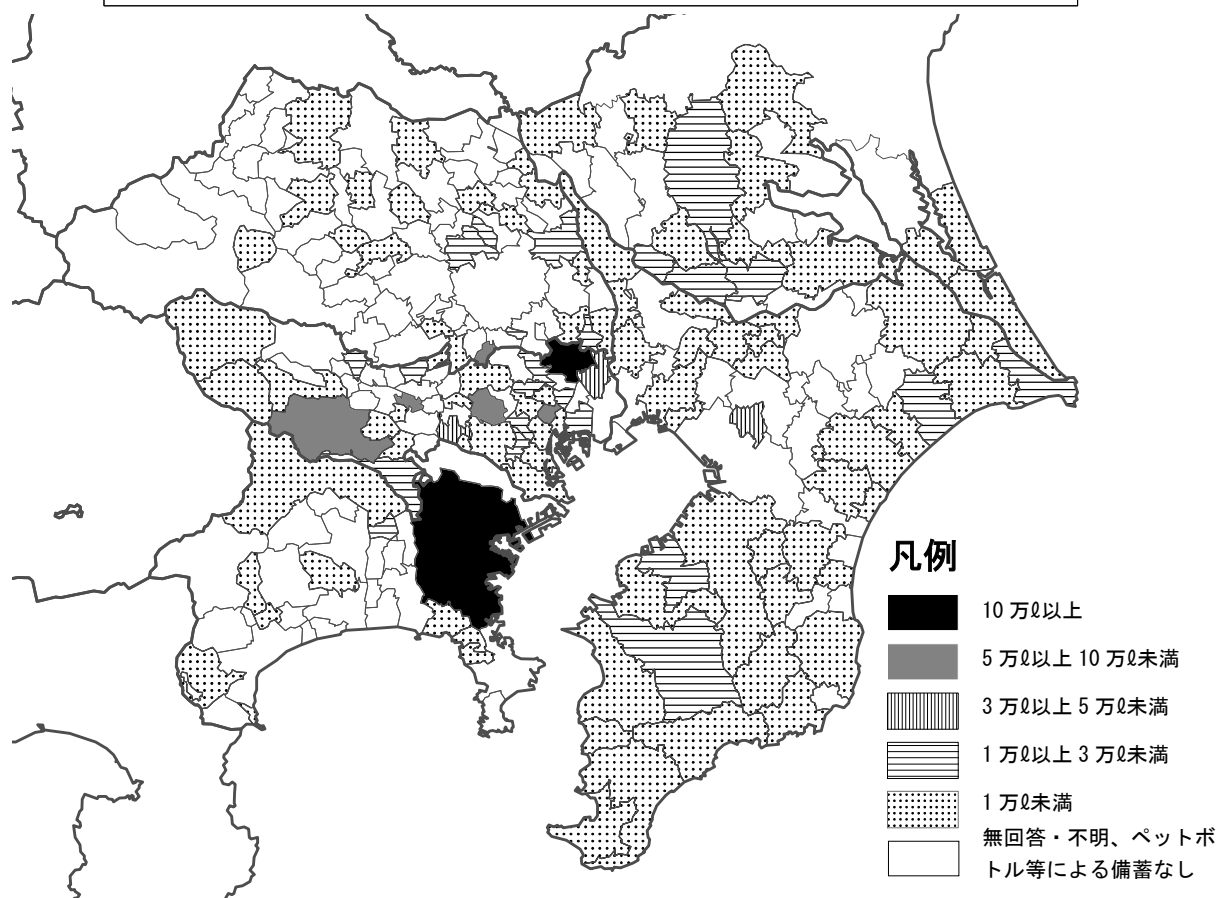 凡例
10 万ℓ以上
5 万ℓ以上 10 万ℓ未満
3 万ℓ以上 5 万ℓ未満
1 万ℓ以上 3 万ℓ未満
1 万ℓ未満
無回答・不明、ペットボ
トル等による備蓄なし